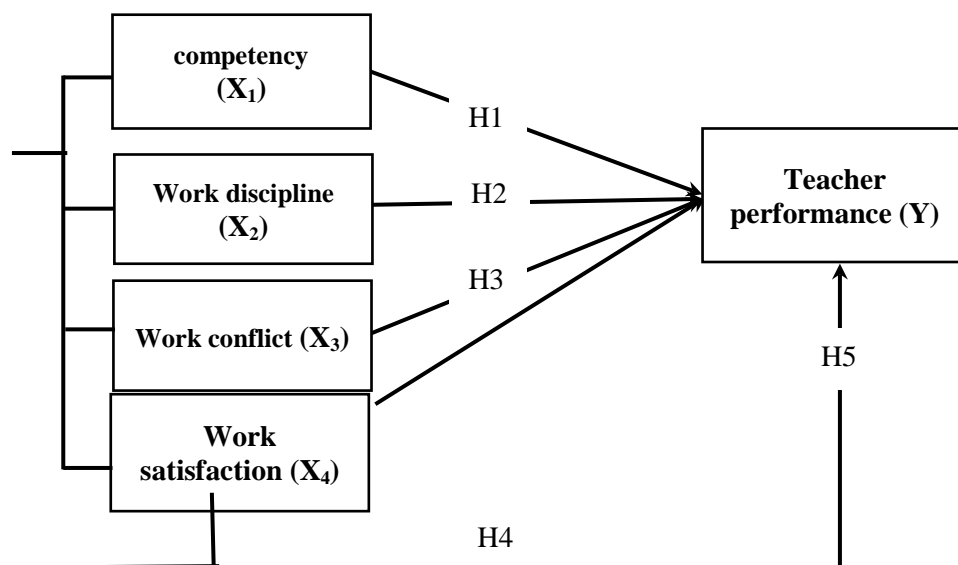 competency
(X₁)
H1
Work discipline
(X₂)
H2
Teacher
performance (Y)
Work conflict (X₃)
H3
H5
Work
satisfaction (X₄)
H4